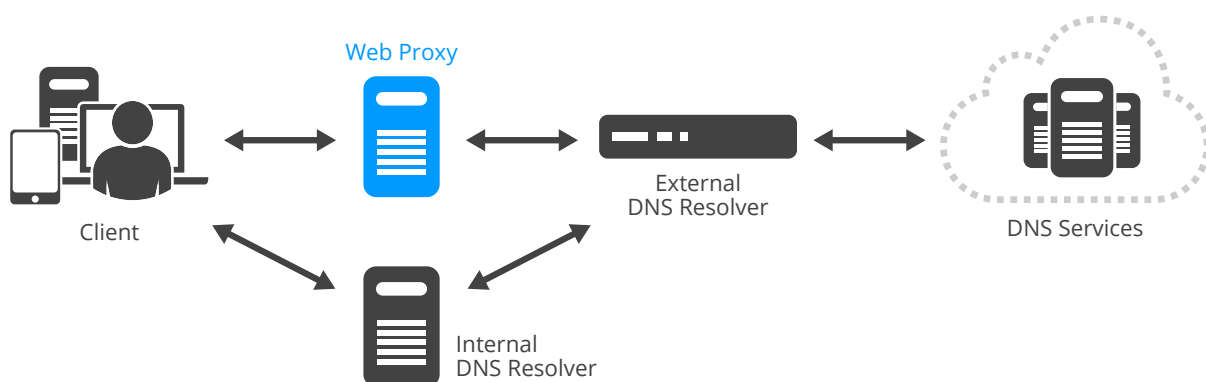 Web Proxy
Client
External
DNS Resolver
DNS Services
Internal
DNS Resolver